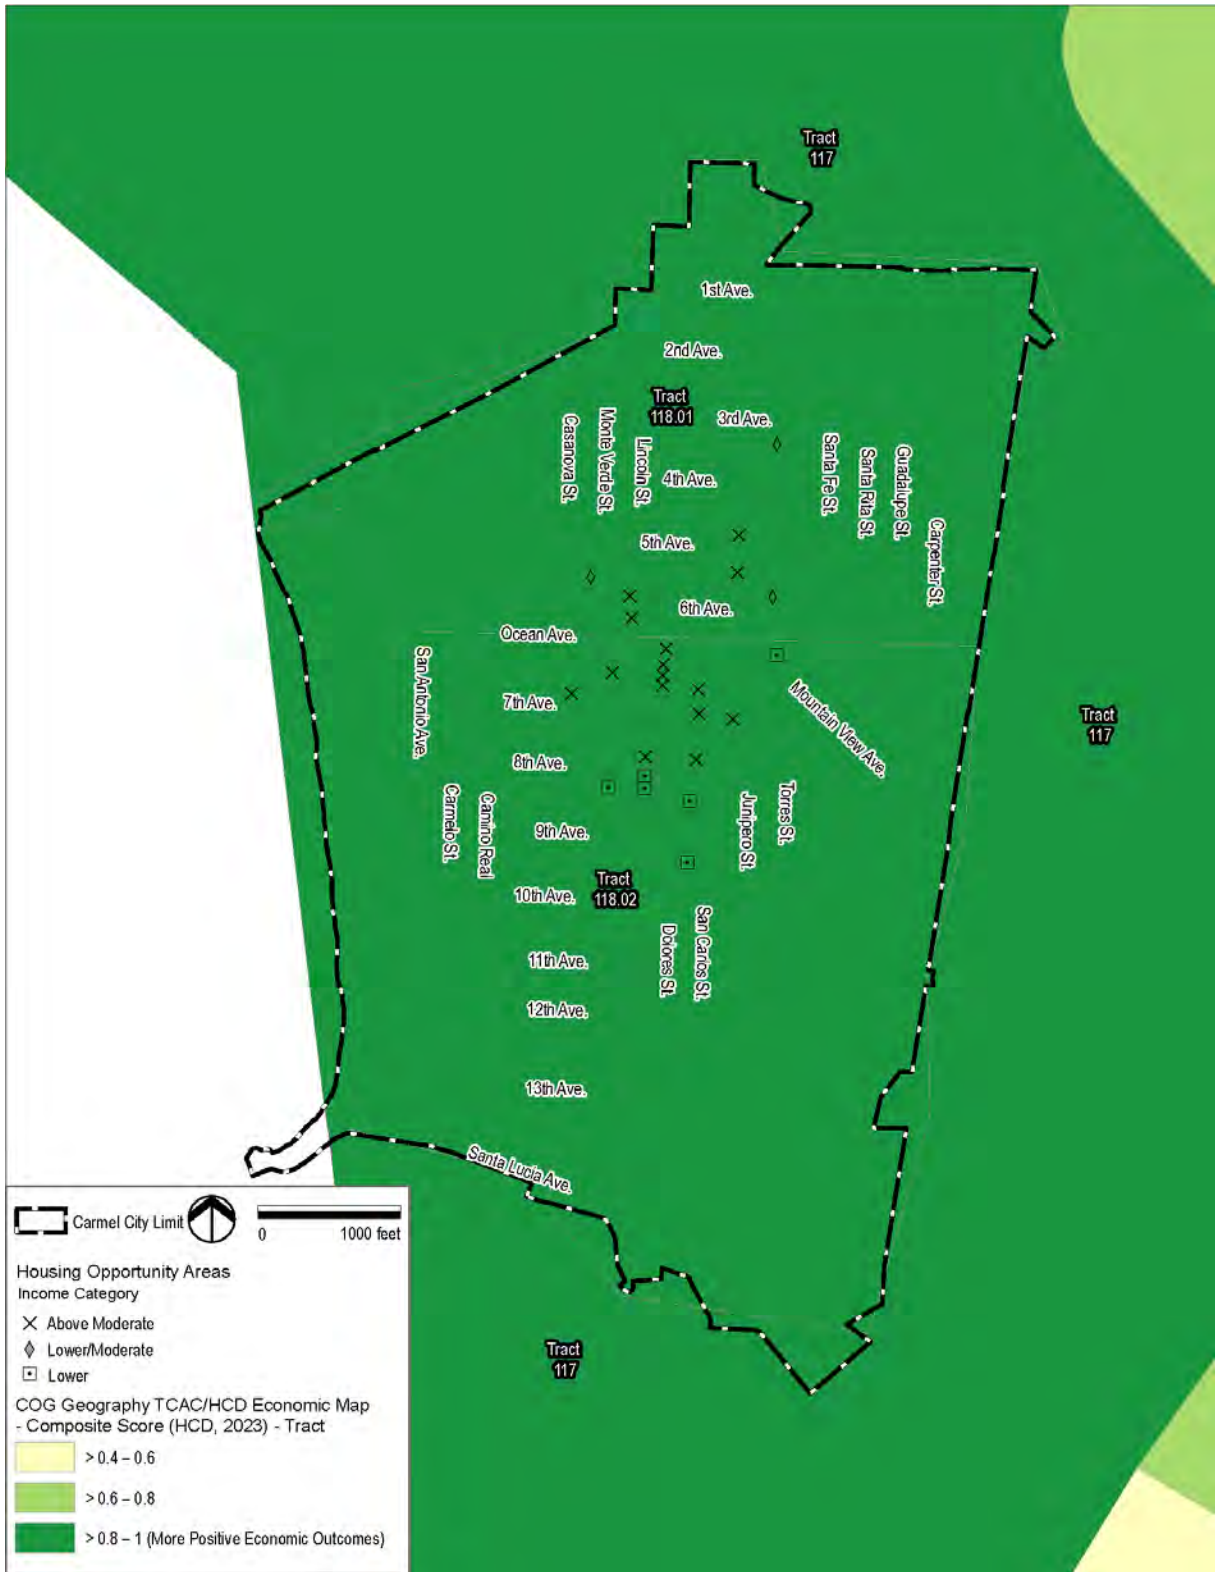 Tract
117
1st Ave.
2nd Ave.
Tract
118.01
3rd Ave.
Casanova St.
Monte Verde St.
Lincoln St.
4th Ave.
Santa Fe St.
Santa Rita St.
Guadalupe St.
Carpenter St.
5th Ave.
6th Ave.
Ocean Ave.
San Antonio Ave.
7th Ave.
Mountain View Ave.
Tract
117
8th Ave.
Carmelo St.
Camino Real
9th Ave.
Junipero St.
Torres St.
Tract
118.02
10th Ave.
Dolores St.
San Carlos St.
11th Ave.
12th Ave.
13th Ave.
Santa Lucia Ave.
Tract
117
Carmel City Limit
0 1000 feet
Housing Opportunity Areas
Income Category
Above Moderate
Lower/Moderate
Lower
COG Geography TCAC/HCD Economic Map
- Composite Score (HCD, 2023) - Tract
> 0.4 – 0.6
> 0.6 – 0.8
> 0.8 – 1 (More Positive Economic Outcomes)